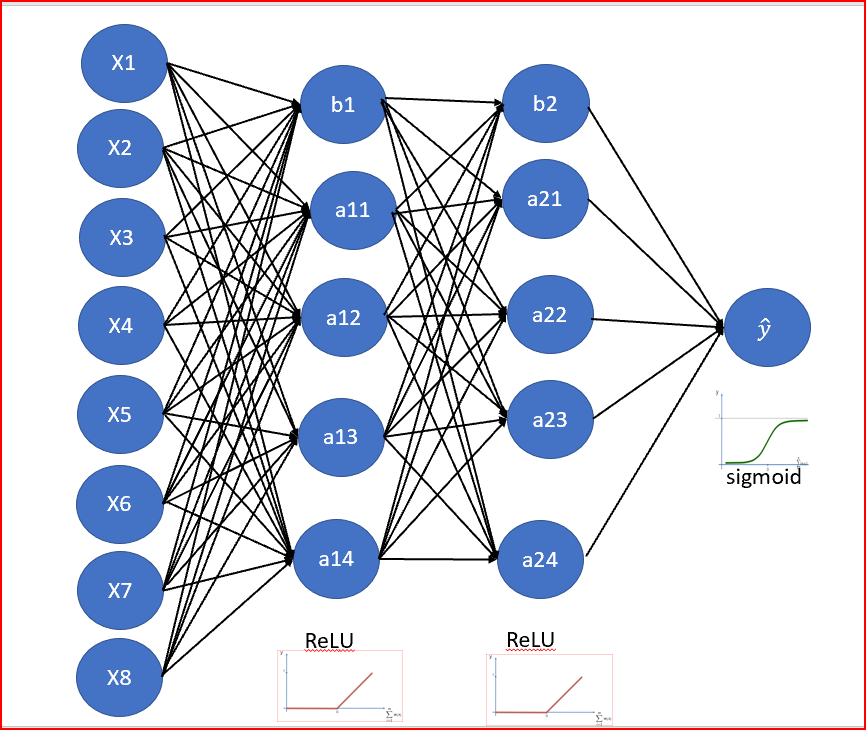 X1
X2
X3
X4
X5
X6
X7
X8
b1
a11
a12
a13
a14
b2
a21
a22
a23
a24
ŷ
sigmoid
ReLU
ReLU